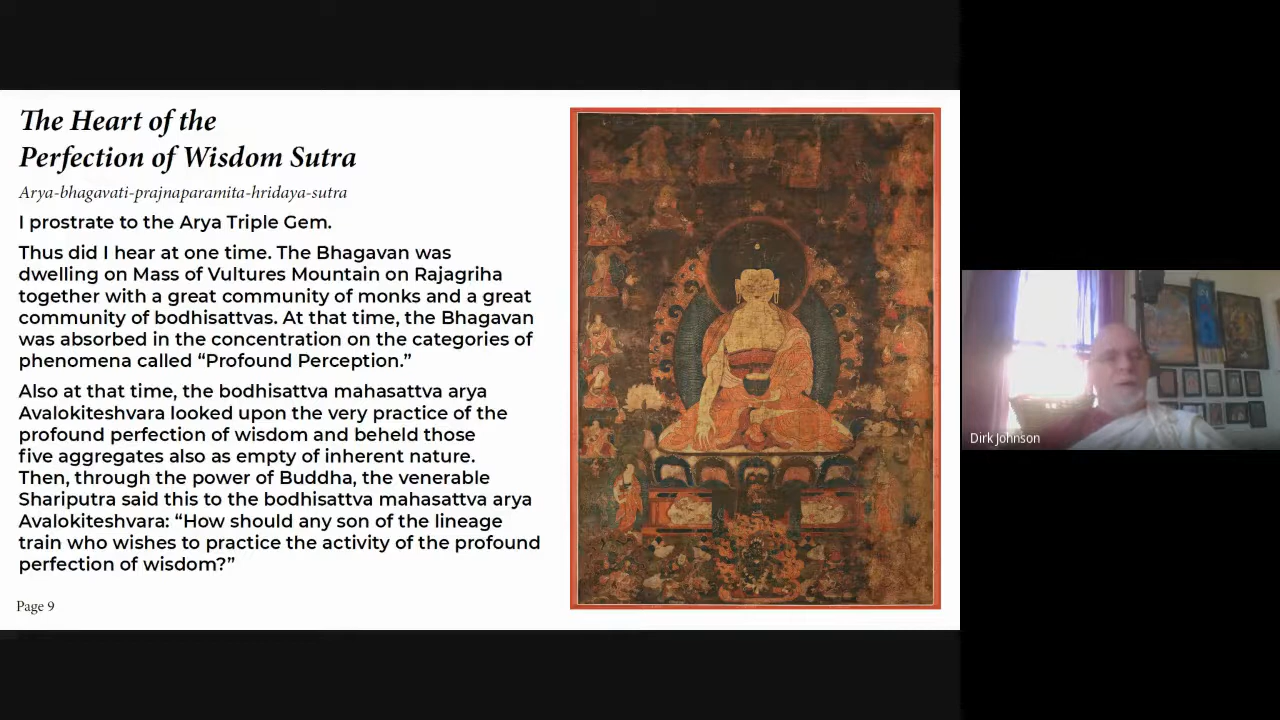 The Heart of the
Perfection of Wisdom Sutra
Arya-bhagavati-prajnaparamita-hridaya-sutra
I prostrate to the Arya Triple Gem.
Thus did I hear at one time. The Bhagavan was
dwelling on Mass of Vultures Mountain on Rajagriha
together with a great community of monks and a great
community of bodhisattvas. At that time, the Bhagavan
was absorbed in the concentration on the categories of
phenomena called “Profound Perception.”
Also at that time, the bodhisattva mahasattva arya
Avalokiteshvara looked upon the very practice of the
profound perfection of wisdom and beheld those
five aggregates also as empty of inherent nature.
Then, through the power of Buddha, the venerable
Shariputra said this to the bodhisattva mahasattva arya
Avalokiteshvara: “How should any son of the lineage
train who wishes to practice the activity of the profound
perfection of wisdom?”
Page 9
Dirk Johnson